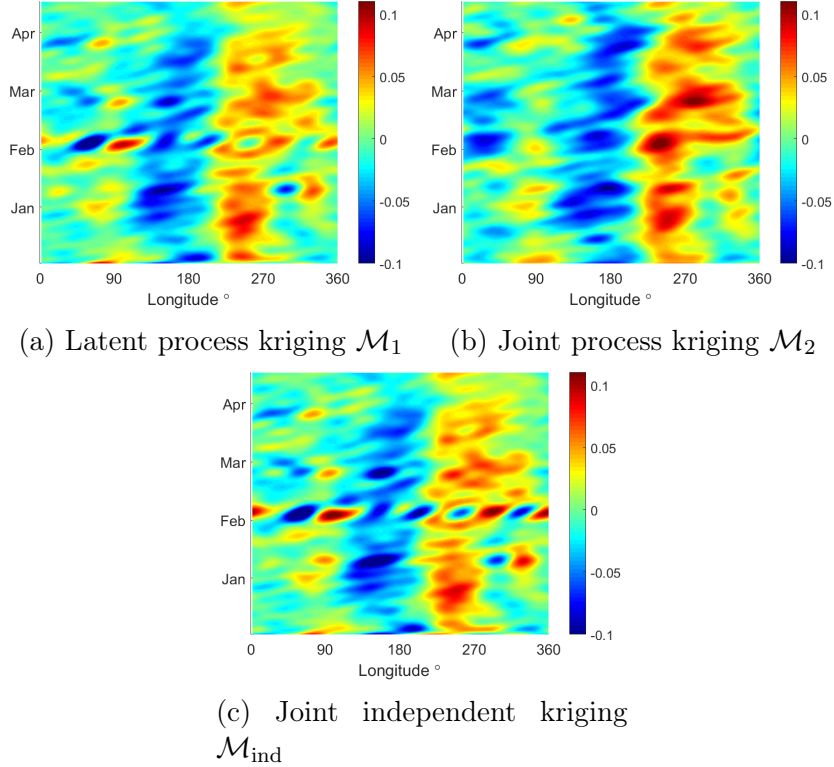 Apr
Mar
Feb
Jan
0 90 180 270 360
Longitude °
0.1
0.05
0
-0.05
-0.1
(a) Latent process kriging M₁
Apr
Mar
Feb
Jan
0 90 180 270 360
Longitude °
0.1
0.05
0
-0.05
-0.1
(b) Joint process kriging M₂
Apr
Mar
Feb
Jan
0 90 180 270 360
Longitude °
0.1
0.05
0
-0.05
-0.1
(c) Joint independent kriging
M_ind